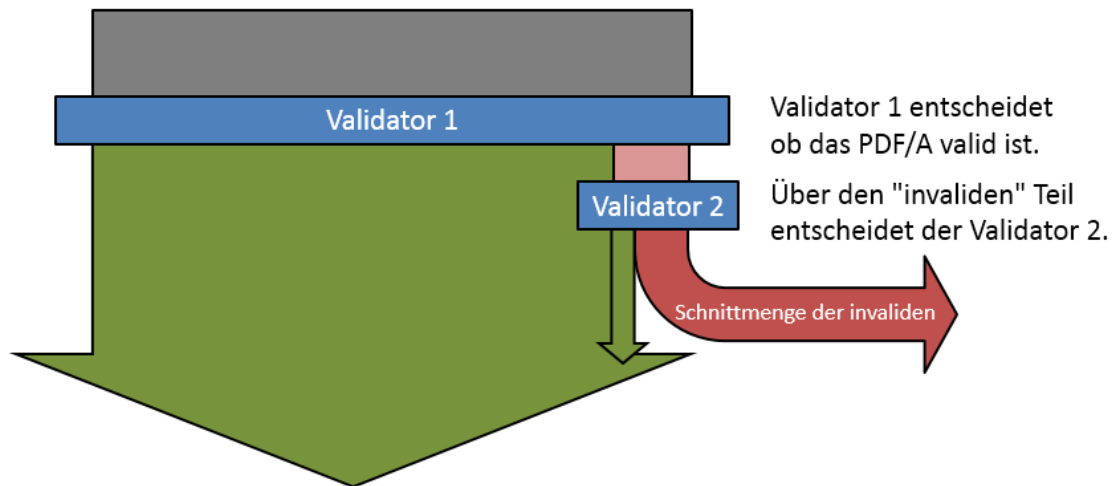 Validator 1
Validator 1 entscheidet
ob das PDF/A valid ist.
Validator 2
Über den "invaliden" Teil
entscheidet der Validator 2.
Schnittmenge der invaliden